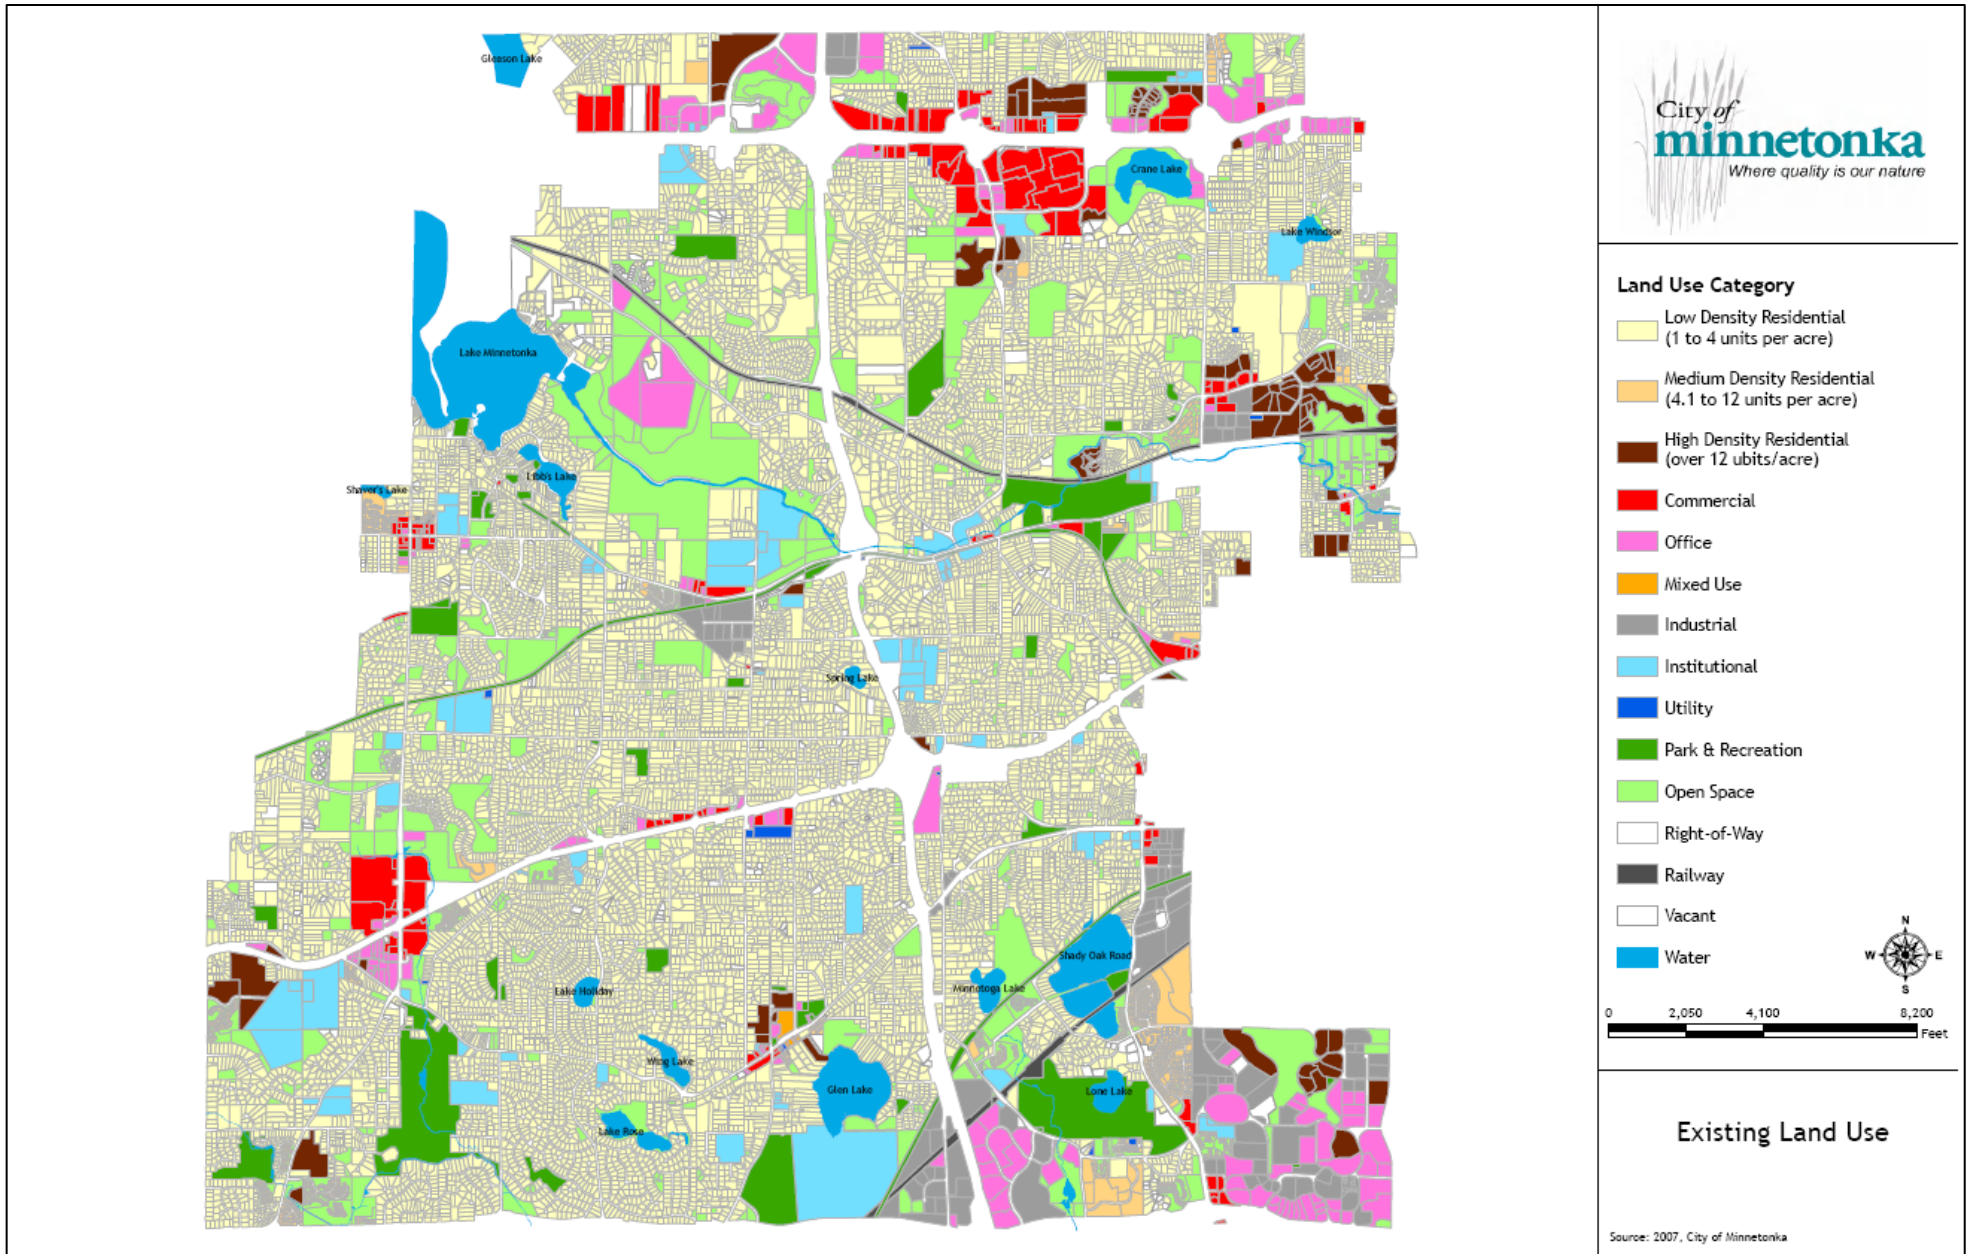 Gleason Lake
Crane Lake
Lake Windsor
Lake Minnetonka
Libb's Lake
Shaver's Lake
Spring Lake
Shady Oak Road
Minnetoga Lake
Lake Holiday
Wing Lake
Glen Lake
Lone Lake
Lake Rose
City of
minnetonka
Where quality is our nature
Land Use Category
Low Density Residential
(1 to 4 units per acre)
Medium Density Residential
(4.1 to 12 units per acre)
High Density Residential
(over 12 ubits/acre)
Commercial
Office
Mixed Use
Industrial
Institutional
Utility
Park & Recreation
Open Space
Right-of-Way
Railway
Vacant
Water
N
W E
S
0 2,050 4,100 8,200
Feet
Existing Land Use
Source: 2007, City of Minnetonka